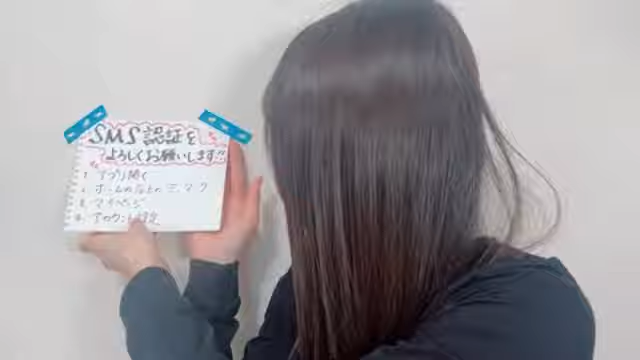 SMS認証を
よろしくお願いします!!
1. アプリ開く
2. ホームの左上の三マーク
3. マイページ
4. アカウント設定